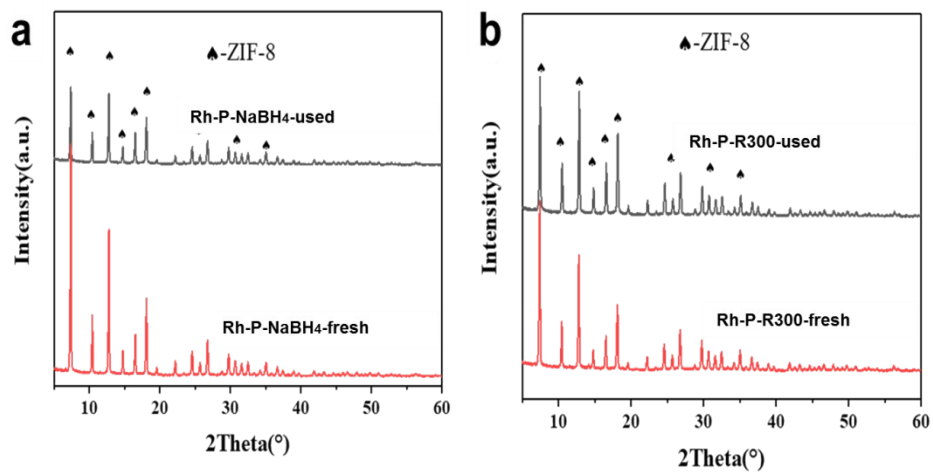 a
♠-ZIF-8
Rh-P-NaBH₄-used
Rh-P-NaBH₄-fresh
Intensity(a.u.)
10 20 30 40 50 60
2Theta(°)
b
♠-ZIF-8
Rh-P-R300-used
Rh-P-R300-fresh
Intensity(a.u.)
10 20 30 40 50 60
2Theta(°)